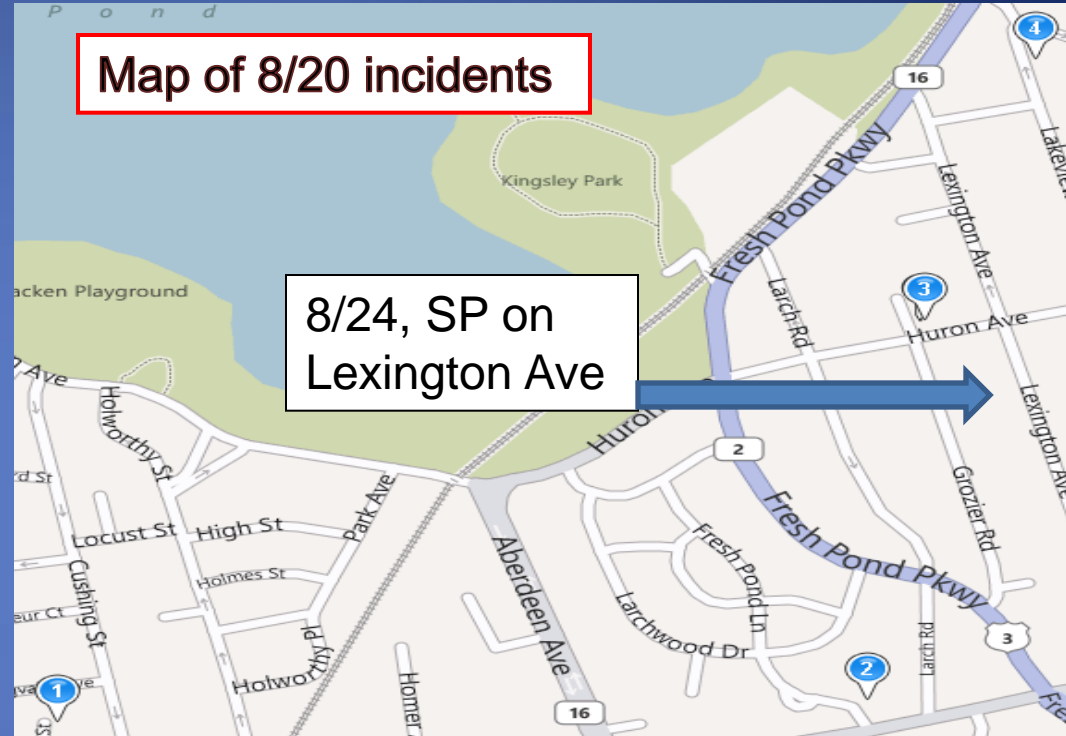 P o n d
Map of 8/20 incidents
4
16
Fresh Pond Pkwy
Lexington Ave
Kingsley Park
acken Playground
8/24, SP on
Lexington Ave
Larch Rd
3
Huron Ave
Lexington Ave
Ave
Holworthy St
Huron
2
Grozier Rd
Fresh Pond Pkwy
rd St
Locust St
High St
Park Ave
Aberdeen Ave
Fresh Pond Ln
Holmes St
Cushing St
eur Ct
Larchwood Dr
Larch Rd
3
2
1
Holworthy
Homer
16
St
Fre